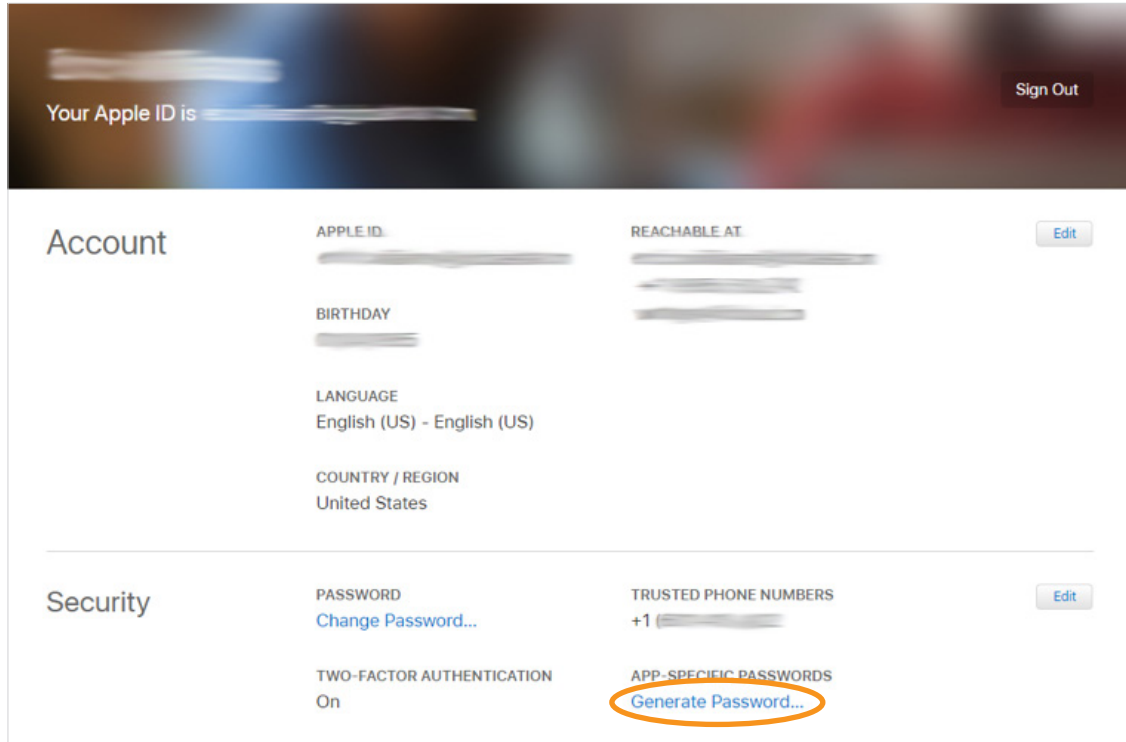 Your Apple ID is
Sign Out
Account
APPLE ID
REACHABLE AT
Edit
BIRTHDAY
LANGUAGE
English (US) - English (US)
COUNTRY / REGION
United States
Security
PASSWORD
Change Password...
TRUSTED PHONE NUMBERS
+1 (
Edit
TWO-FACTOR AUTHENTICATION
On
APP-SPECIFIC PASSWORDS
Generate Password...